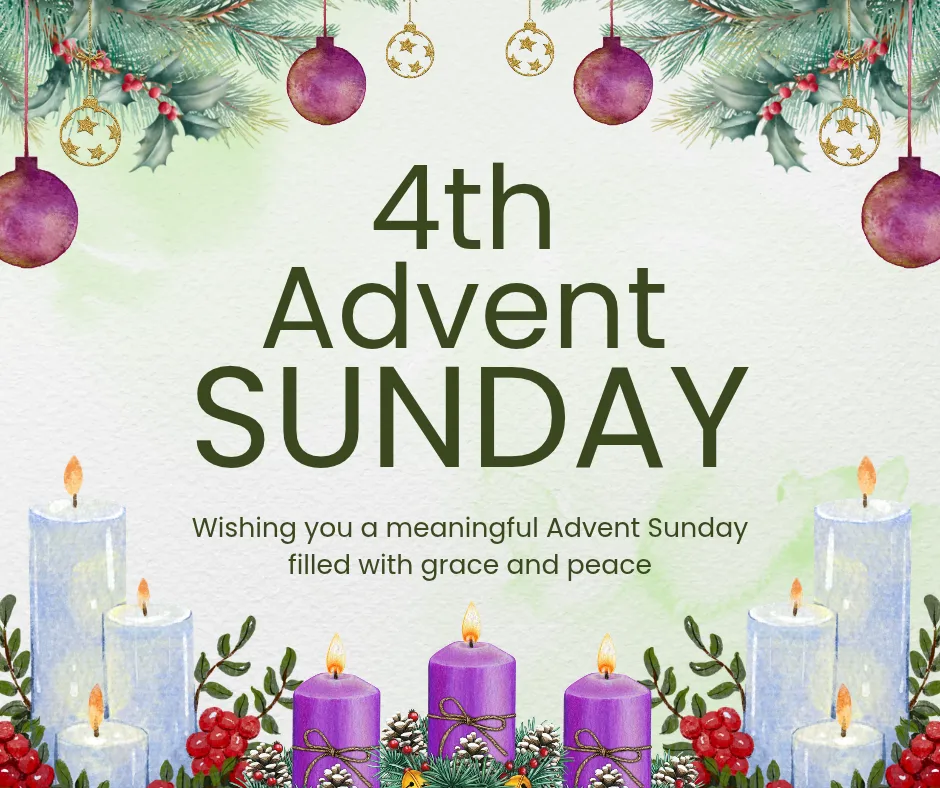 4th
Advent
SUNDAY
Wishing you a meaningful Advent Sunday
filled with grace and peace